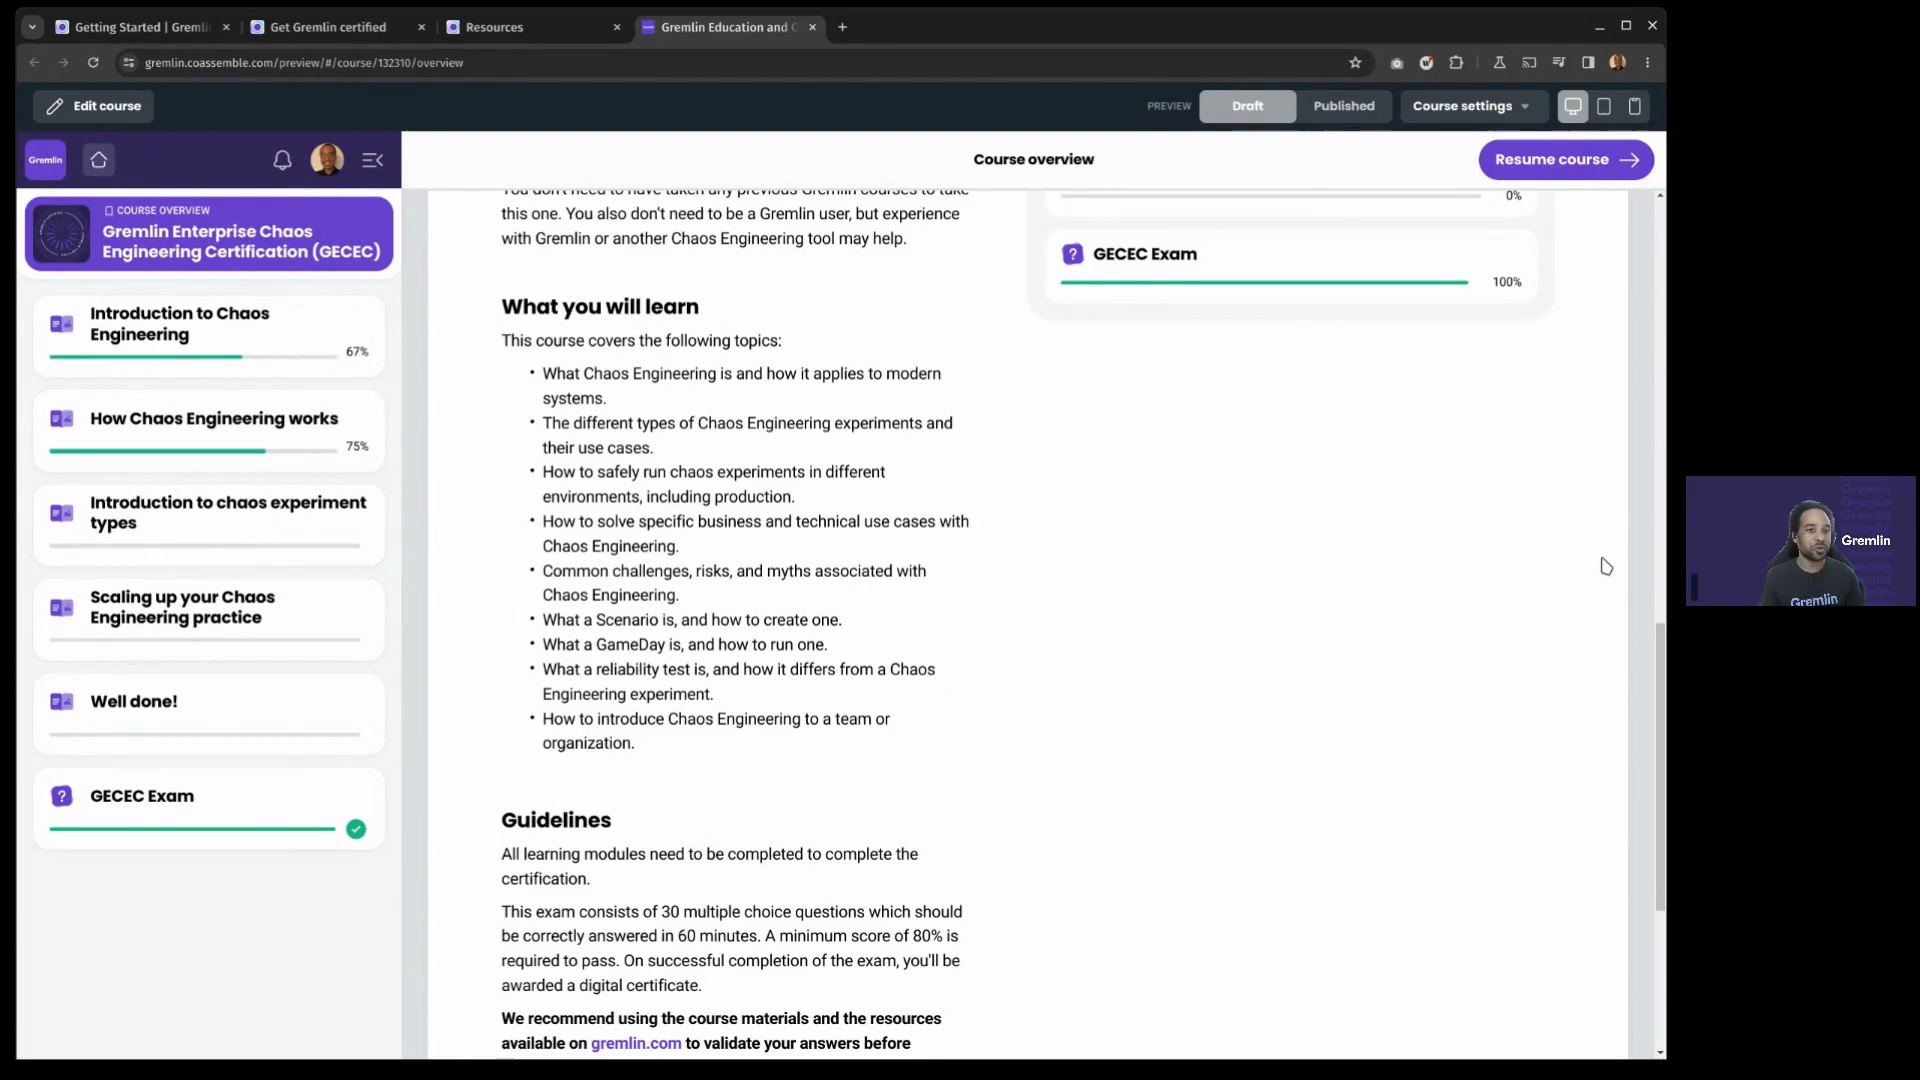 Getting Started | Gremli
Get Gremlin certified
Resources
Gremlin Education and C
gremlin.coassemble.com/preview/#/course/132310/overview
Edit course
PREVIEW
Draft
Published
Course settings
Gremlin
Course overview
Resume course
COURSE OVERVIEW
Gremlin Enterprise Chaos
Engineering Certification (GECEC)
Introduction to Chaos
Engineering
67%
How Chaos Engineering works
75%
Introduction to chaos experiment
types
Scaling up your Chaos
Engineering practice
Well done!
GECEC Exam
You don't need to have taken any previous Gremlin courses to take
this one. You also don't need to be a Gremlin user, but experience
with Gremlin or another Chaos Engineering tool may help.
What you will learn
This course covers the following topics:
• What Chaos Engineering is and how it applies to modern
systems.
• The different types of Chaos Engineering experiments and
their use cases.
• How to safely run chaos experiments in different
environments, including production.
• How to solve specific business and technical use cases with
Chaos Engineering.
• Common challenges, risks, and myths associated with
Chaos Engineering.
• What a Scenario is, and how to create one.
• What a GameDay is, and how to run one.
• What a reliability test is, and how it differs from a Chaos
Engineering experiment.
• How to introduce Chaos Engineering to a team or
organization.
Guidelines
All learning modules need to be completed to complete the
certification.
This exam consists of 30 multiple choice questions which should
be correctly answered in 60 minutes. A minimum score of 80% is
required to pass. On successful completion of the exam, you'll be
awarded a digital certificate.
We recommend using the course materials and the resources
available on gremlin.com to validate your answers before
0%
GECEC Exam
100%
Gremlin
Gremlin